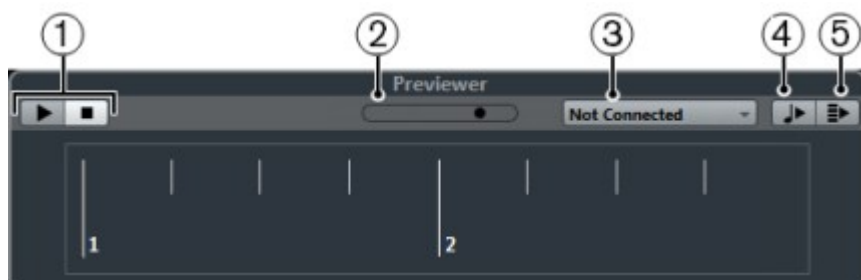 ① ② ③ ④ ⑤
Previewer
Not Connected
1 2